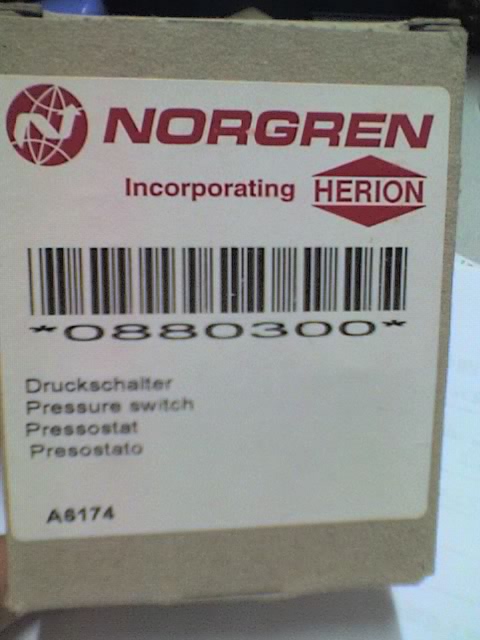 NORGREN
Incorporating HERION
*0880300*
Druckschalter
Pressure switch
Pressostat
Presostato
A6174